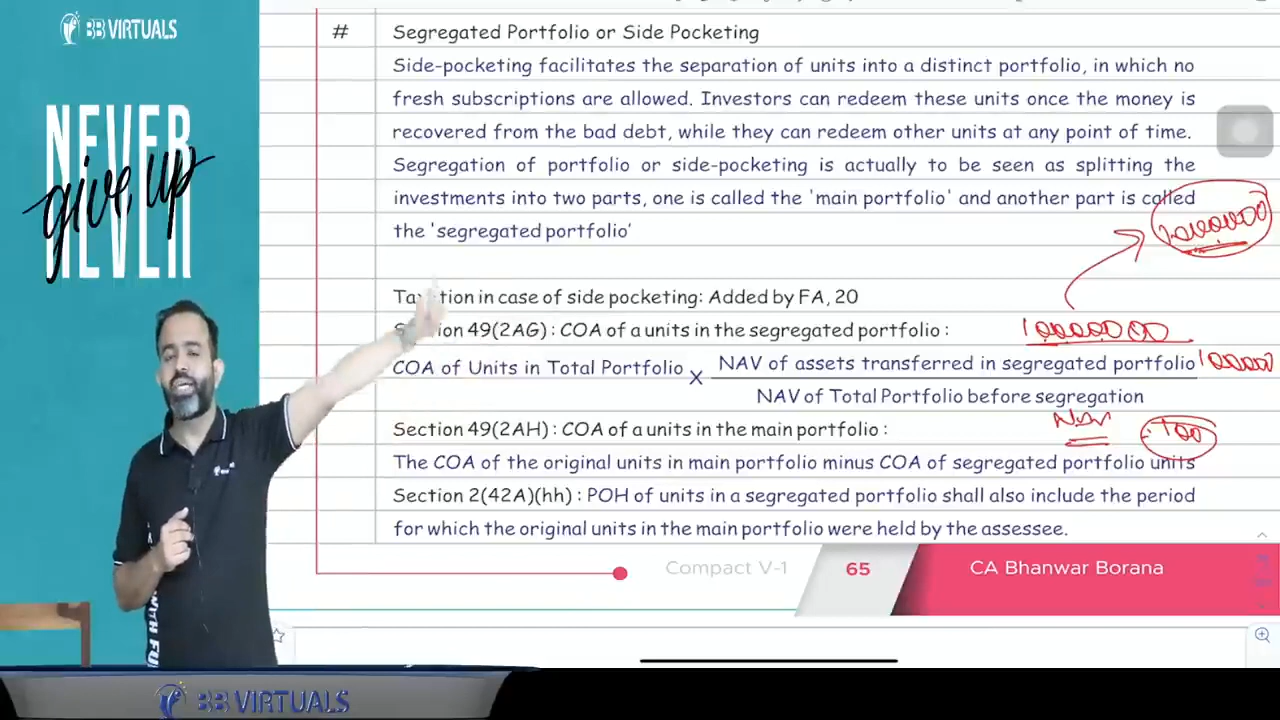 BB VIRTUALS
NEVER
give up
NEVER
# Segregated Portfolio or Side Pocketing
Side-pocketing facilitates the separation of units into a distinct portfolio, in which no
fresh subscriptions are allowed. Investors can redeem these units once the money is
recovered from the bad debt, while they can redeem other units at any point of time.
Segregation of portfolio or side-pocketing is actually to be seen as splitting the
investments into two parts, one is called the 'main portfolio' and another part is called
the 'segregated portfolio'
in case of side pocketing: Added by FA, 20
49(2AG) : COA of a units in the segregated portfolio :
COA of Units in Total Portfolio x NAV of assets transferred in segregated portfolio
NAV of Total Portfolio before segregation
Nav
100
Section 49(2AH) : COA of a units in the main portfolio :
The COA of the original units in main portfolio minus COA of segregated portfolio units
Section 2(42A)(hh) : POH of units in a segregated portfolio shall also include the period
for which the original units in the main portfolio were held by the assessee.
Compact V-1 65 CA Bhanwar Borana
BB VIRTUALS